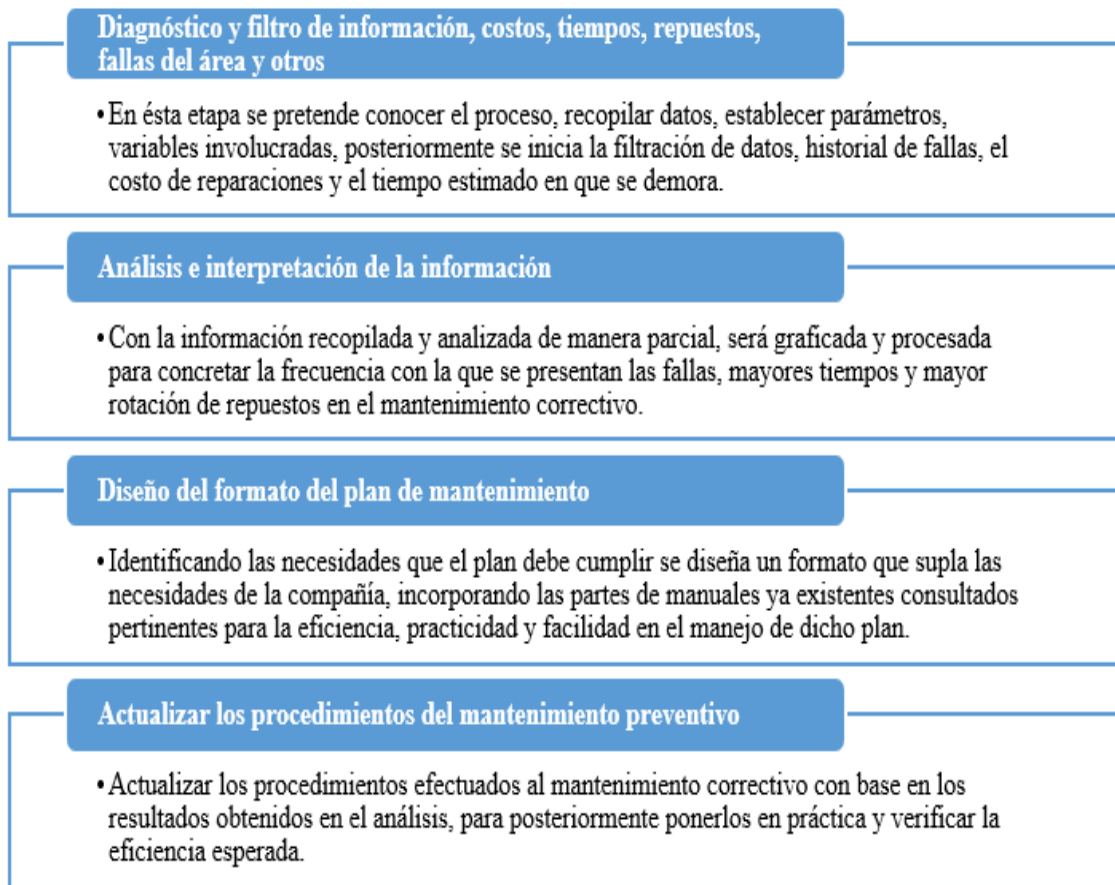 Diagnóstico y filtro de información, costos, tiempos, repuestos,
fallas del área y otros
•En ésta etapa se pretende conocer el proceso, recopilar datos, establecer parámetros,
variables involucradas, posteriormente se inicia la filtración de datos, historial de fallas, el
costo de reparaciones y el tiempo estimado en que se demora.
Análisis e interpretación de la información
•Con la información recopilada y analizada de manera parcial, será graficada y procesada
para concretar la frecuencia con la que se presentan las fallas, mayores tiempos y mayor
rotación de repuestos en el mantenimiento correctivo.
Diseño del formato del plan de mantenimiento
•Identificando las necesidades que el plan debe cumplir se diseña un formato que supla las
necesidades de la compañía, incorporando las partes de manuales ya existentes consultados
pertinentes para la eficiencia, practicidad y facilidad en el manejo de dicho plan.
Actualizar los procedimientos del mantenimiento preventivo
•Actualizar los procedimientos efectuados al mantenimiento correctivo con base en los
resultados obtenidos en el análisis, para posteriormente ponerlos en práctica y verificar la
eficiencia esperada.